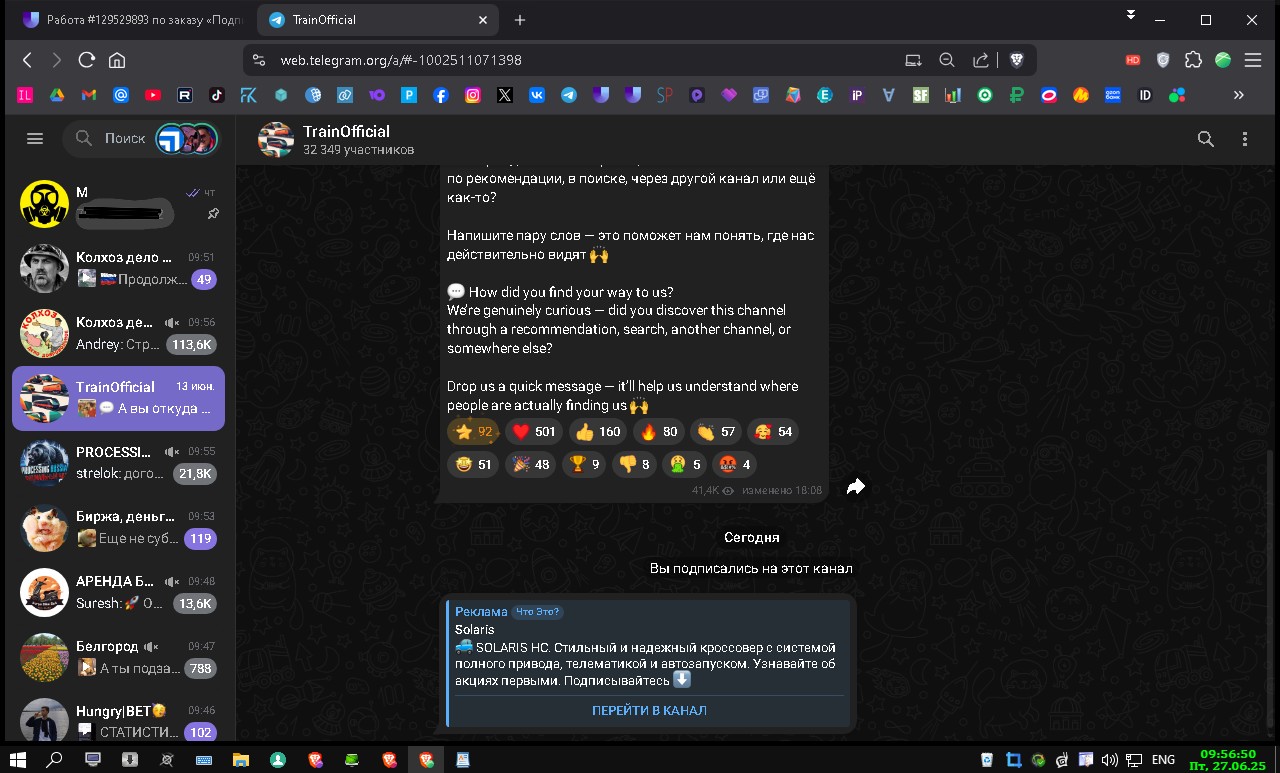 Работа #129529893 по заказу «Подп
TrainOfficial
web.telegram.org/a/#-1002511071398
HD
Поиск
TrainOfficial
32 349 участников
M
чт
Колхоз дело ...
09:51
Продолж...
49
Колхоз де...
09:56
Andrey: Стр...
113,6K
TrainOfficial
13 июн.
А вы откуда ...
PROCESSI...
09:55
strelok: дого...
21,8K
Биржа, деньг...
09:53
Еще не суб...
119
АРЕНДА Б...
09:48
Suresh: О...
13,6K
Белгород
09:47
А ты подза...
788
Hungry|BET
09:46
СТАТИСТИ...
102
по рекомендации, в поиске, через другой канал или ещё
как-то?
Напишите пару слов — это поможет нам понять, где нас
действительно видят 🙌
💬 How did you find your way to us?
We're genuinely curious — did you discover this channel
through a recommendation, search, another channel, or
somewhere else?
Drop us a quick message — it'll help us understand where
people are actually finding us 🙌
92 501 160 80 57 54
51 48 9 8 5 4
41,4K изменено 18:08
Сегодня
Вы подписались на этот канал
Реклама Что Это?
Solaris
🚙 SOLARIS HC. Стильный и надежный кроссовер с системой
полного привода, телематикой и автозапуском. Узнавайте об
акциях первыми. Подписывайтесь ⬇️
ПЕРЕЙТИ В КАНАЛ
ENG
09:56:50
Пт, 27.06.25